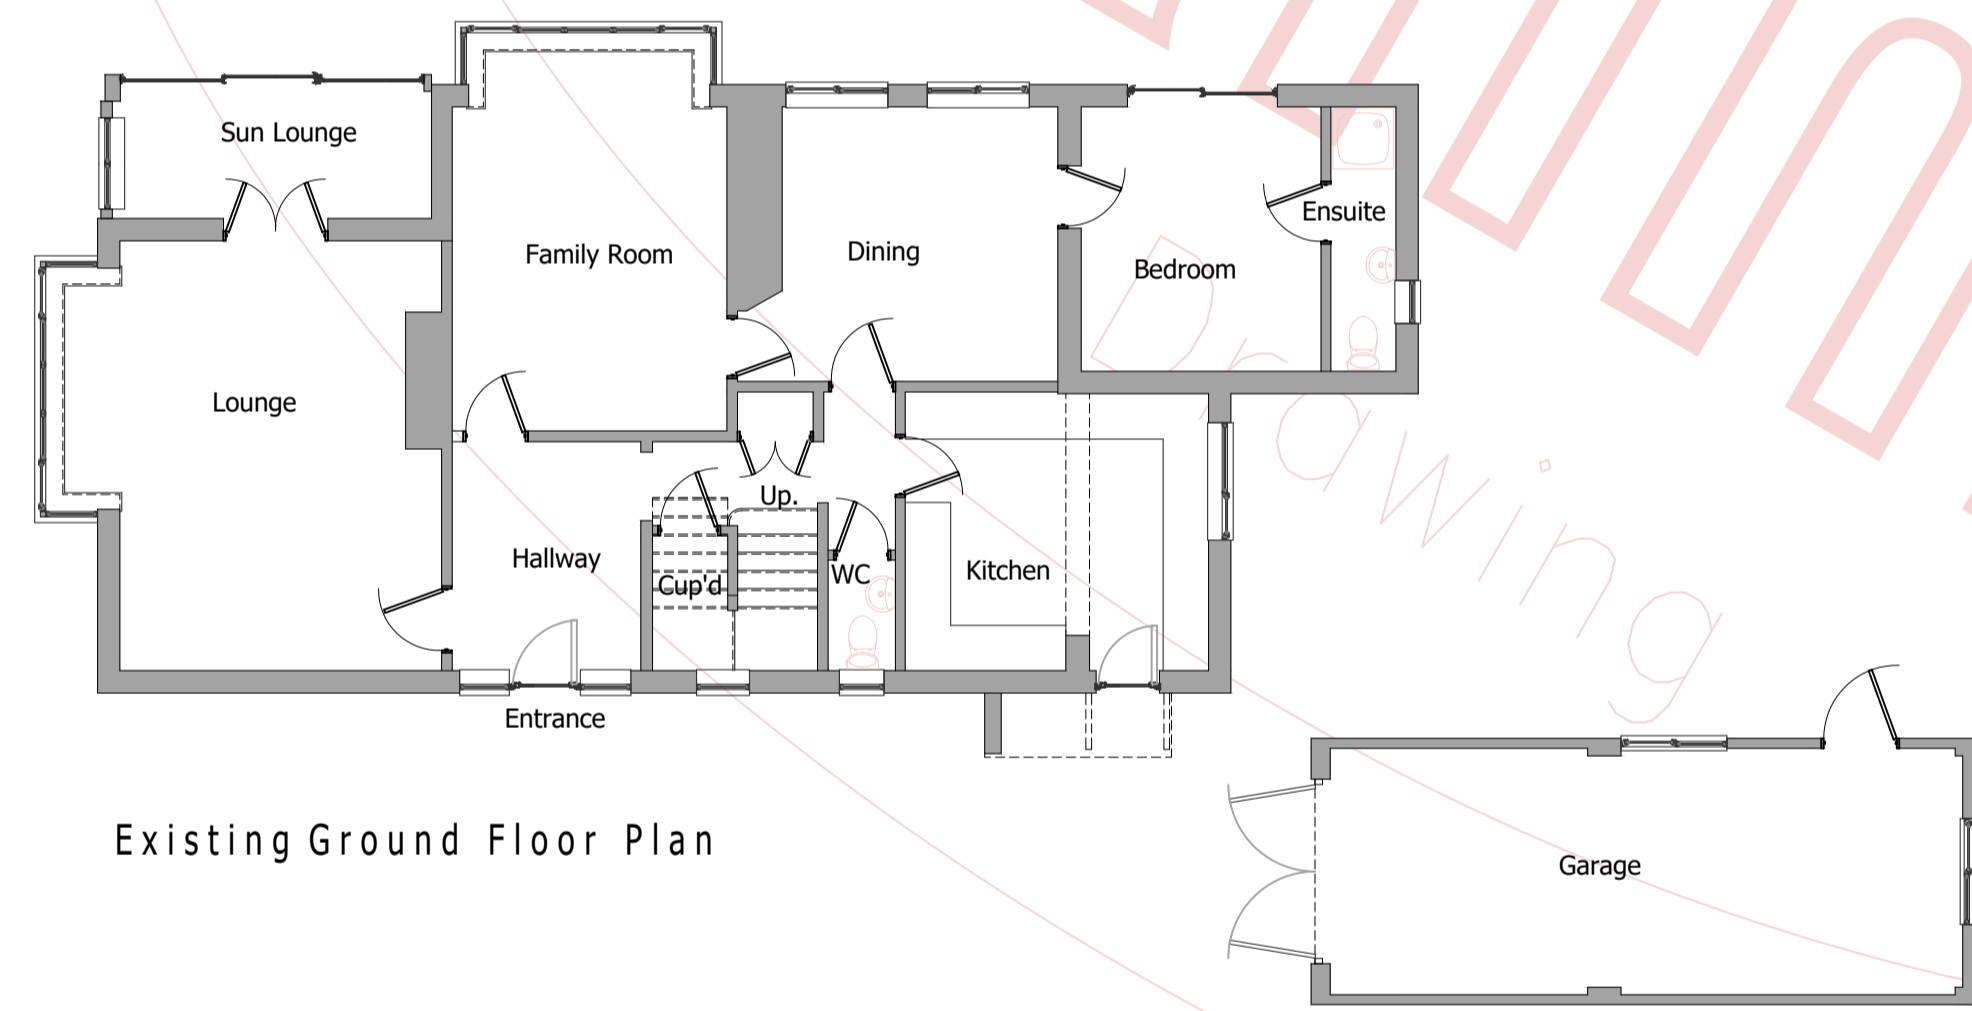 Sun Lounge
Family Room
Dining
Bedroom
Ensuite
Lounge
Up.
Hallway
Cup'd
WC
Kitchen
Entrance
Garage
Existing Ground Floor Plan
Drawing